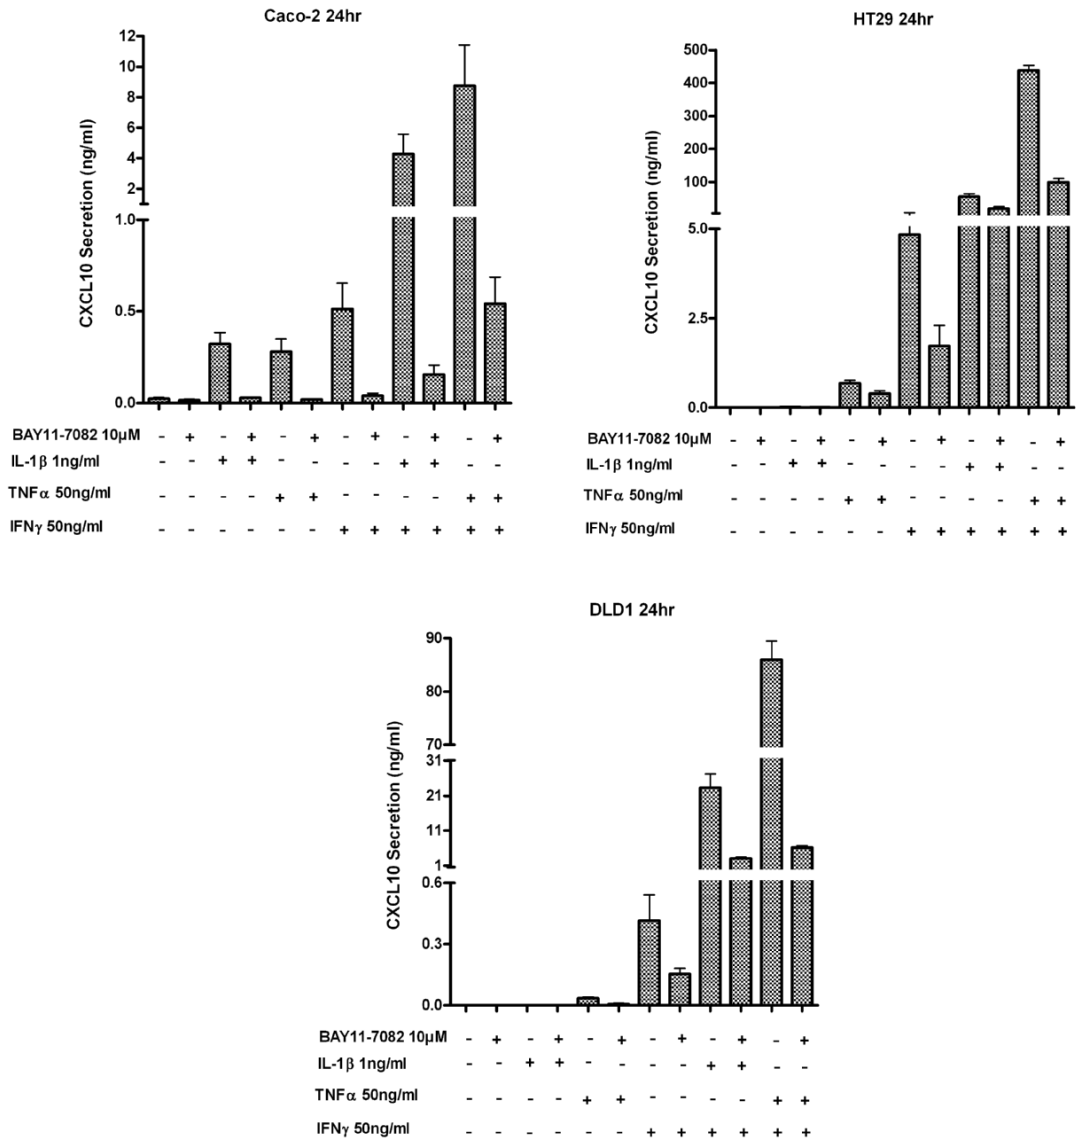 Caco-2 24hr
CXCL10 Secretion (ng/ml)
12
10
8
6
4
2
1.0
0.5
0.0
BAY11-7082 10µM - + - + - + - + - + - +
IL-1β 1ng/ml - - + + - - - - + + - -
TNFα 50ng/ml - - - - + + - - - - + +
IFNγ 50ng/ml - - - - - - + + + + + +
HT29 24hr
CXCL10 Secretion (ng/ml)
500
400
300
200
100
5.0
2.5
0.0
BAY11-7082 10µM - + - + - + - + - + - +
IL-1β 1ng/ml - - + + - - - - + + - -
TNFα 50ng/ml - - - - + + - - - - + +
IFNγ 50ng/ml - - - - - - + + + + + +
DLD1 24hr
CXCL10 Secretion (ng/ml)
90
80
70
31
21
11
1
0.6
0.3
0.0
BAY11-7082 10µM - + - + - + - + - + - +
IL-1β 1ng/ml - - + + - - - - + + - -
TNFα 50ng/ml - - - - + + - - - - + +
IFNγ 50ng/ml - - - - - - + + + + + +